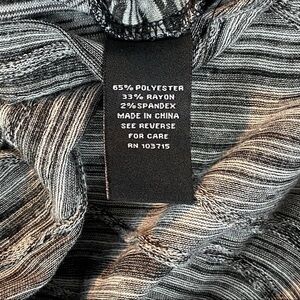 65% POLYESTER
33% RAYON
2% SPANDEX
MADE IN CHINA
SEE REVERSE
FOR CARE
RN 103715